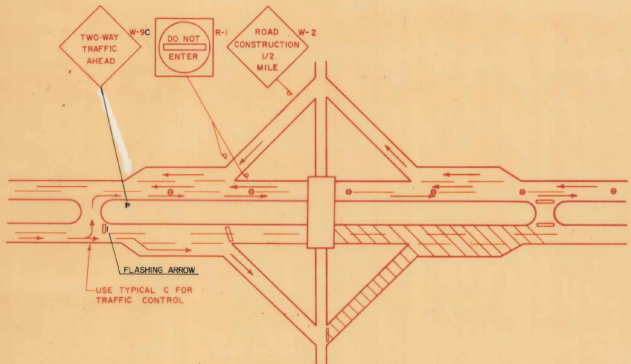 TWO-WAY
TRAFFIC
AHEAD
W-9C
DO NOT
ENTER
R-1
ROAD
CONSTRUCTION
1/2
MILE
W-2
FLASHING ARROW
USE TYPICAL C FOR
TRAFFIC CONTROL